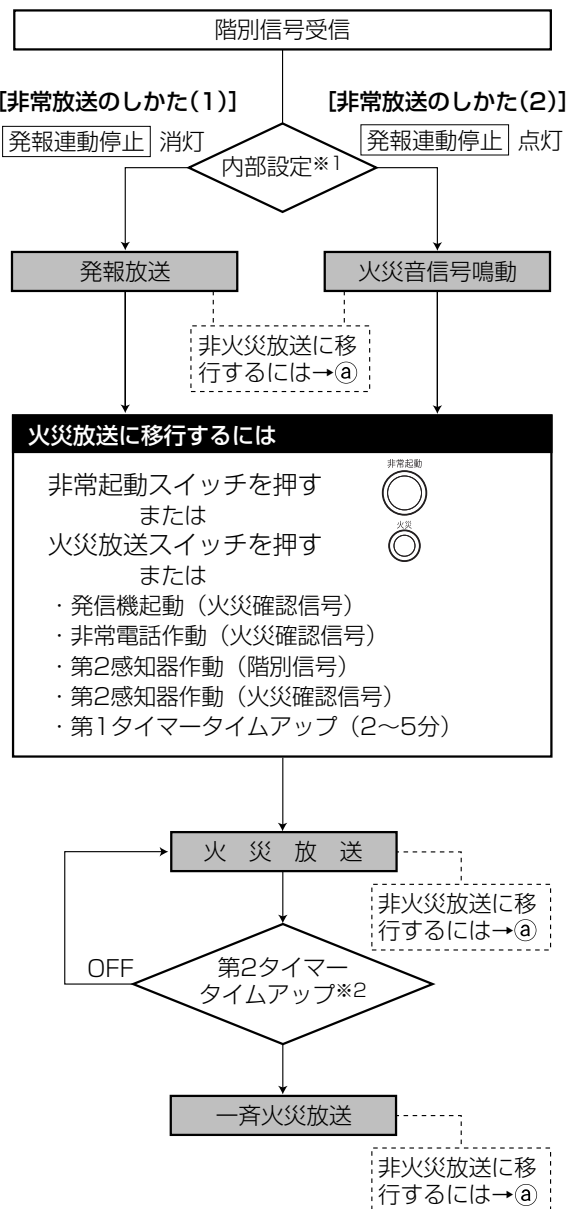 階別信号受信
[非常放送のしかた(1)]
[非常放送のしかた(2)]
発報連動停止 消灯
発報連動停止 点灯
内部設定※1
発報放送
火災音信号鳴動
非火災放送に移
行するには→ⓐ
火災放送に移行するには
非常起動スイッチを押す
非常起動
または
火災放送スイッチを押す
火災
または
・発信機起動(火災確認信号)
・非常電話作動(火災確認信号)
・第2感知器作動(階別信号)
・第2感知器作動(火災確認信号)
・第1タイマータイムアップ(2〜5分)
火 災 放 送
非火災放送に移
行するには→ⓐ
OFF
第2タイマー
タイムアップ※2
一斉火災放送
非火災放送に移
行するには→ⓐ